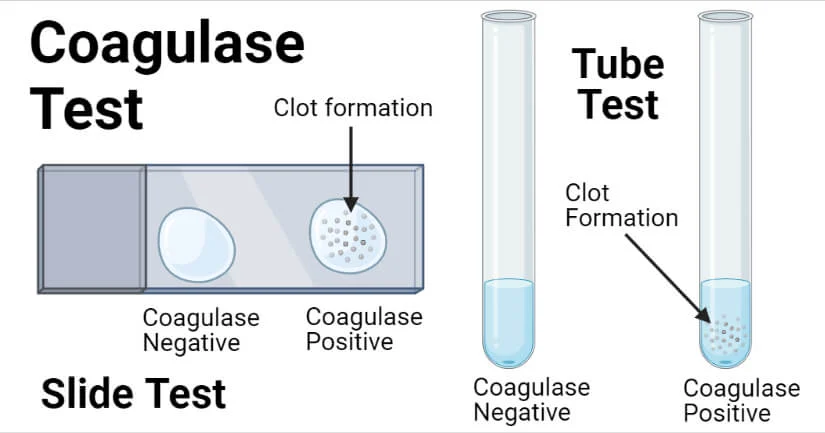 Coagulase
Test
Clot formation
Coagulase
Negative
Coagulase
Positive
Slide Test
Tube
Test
Clot
Formation
Coagulase
Negative
Coagulase
Positive